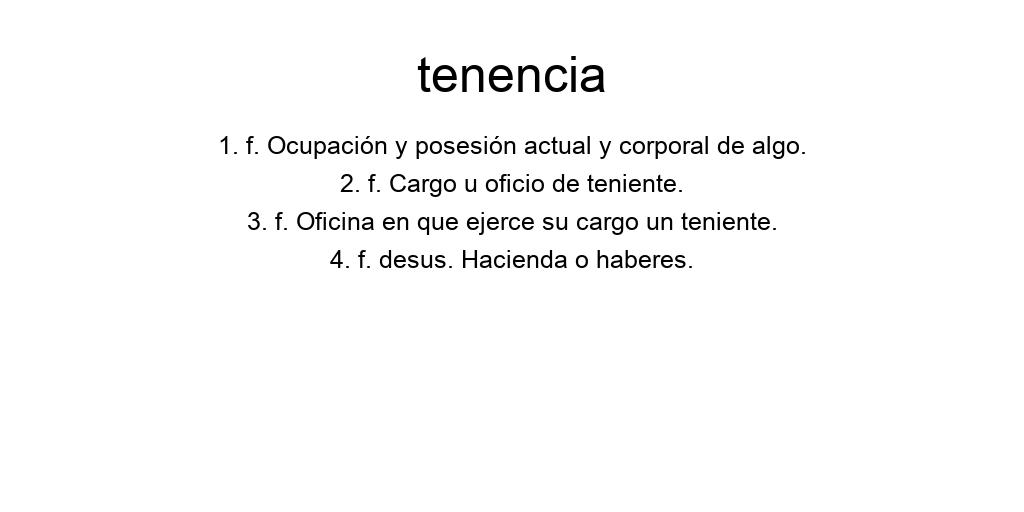 tenencia
1. f. Ocupación y posesión actual y corporal de algo.
2. f. Cargo u oficio de teniente.
3. f. Oficina en que ejerce su cargo un teniente.
4. f. desus. Hacienda o haberes.